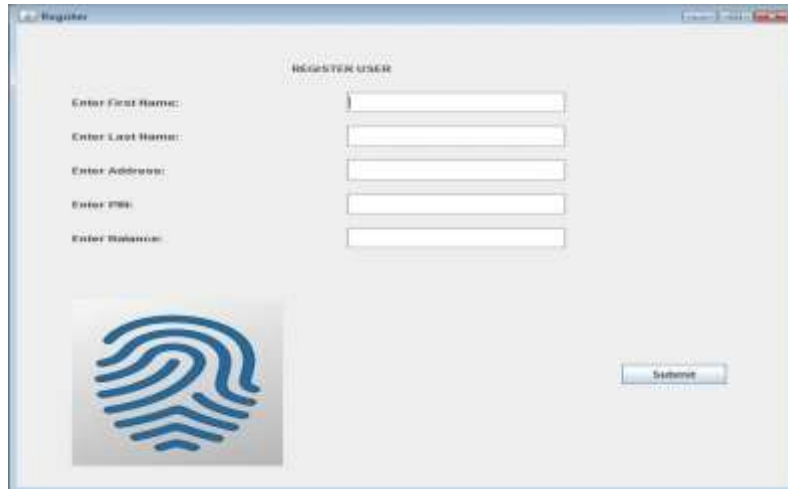 Register
REGISTER USER
Enter First Name:
Enter Last Name:
Enter Address:
Enter PIN:
Enter Balance:
Submit